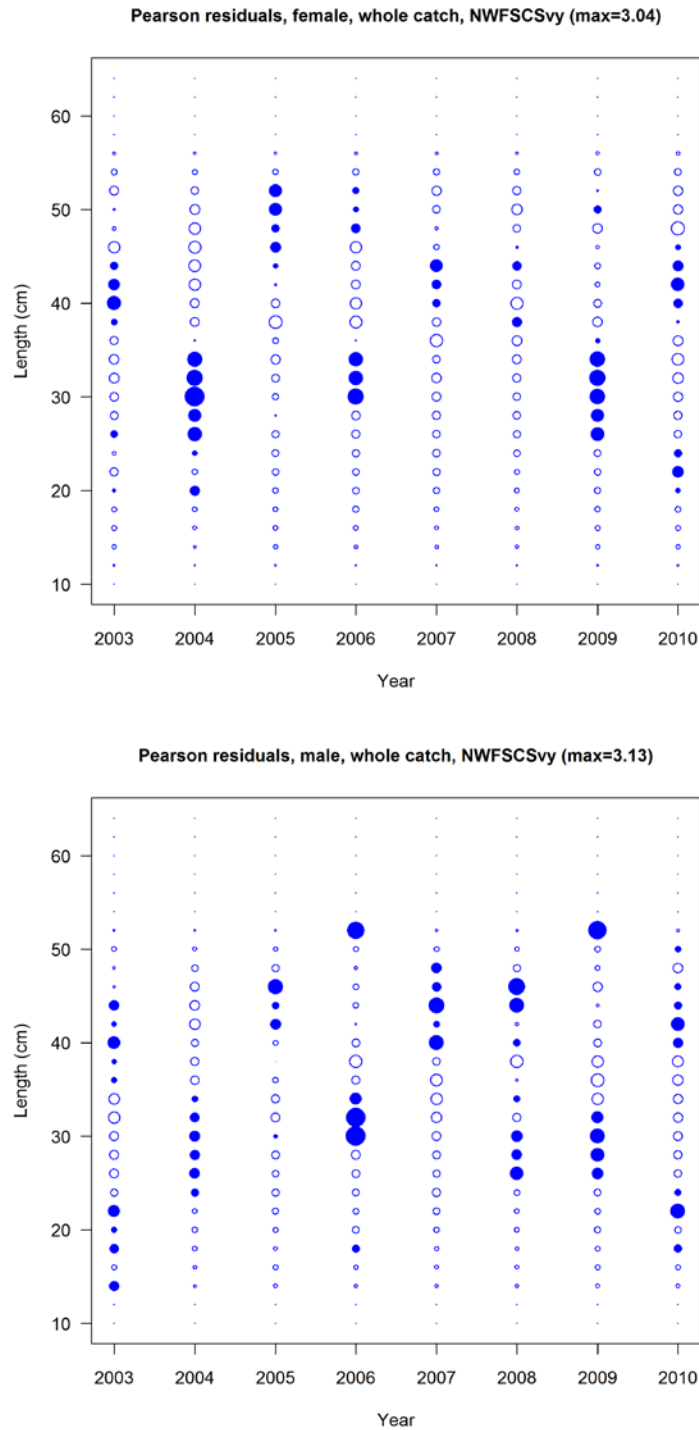 Pearson residuals, female, whole catch, NWFSCSvy (max=3.04)
60
50
40
30
20
10
Length (cm)
2003 2004 2005 2006 2007 2008 2009 2010
Year
Pearson residuals, male, whole catch, NWFSCSvy (max=3.13)
60
50
40
30
20
10
Length (cm)
2003 2004 2005 2006 2007 2008 2009 2010
Year